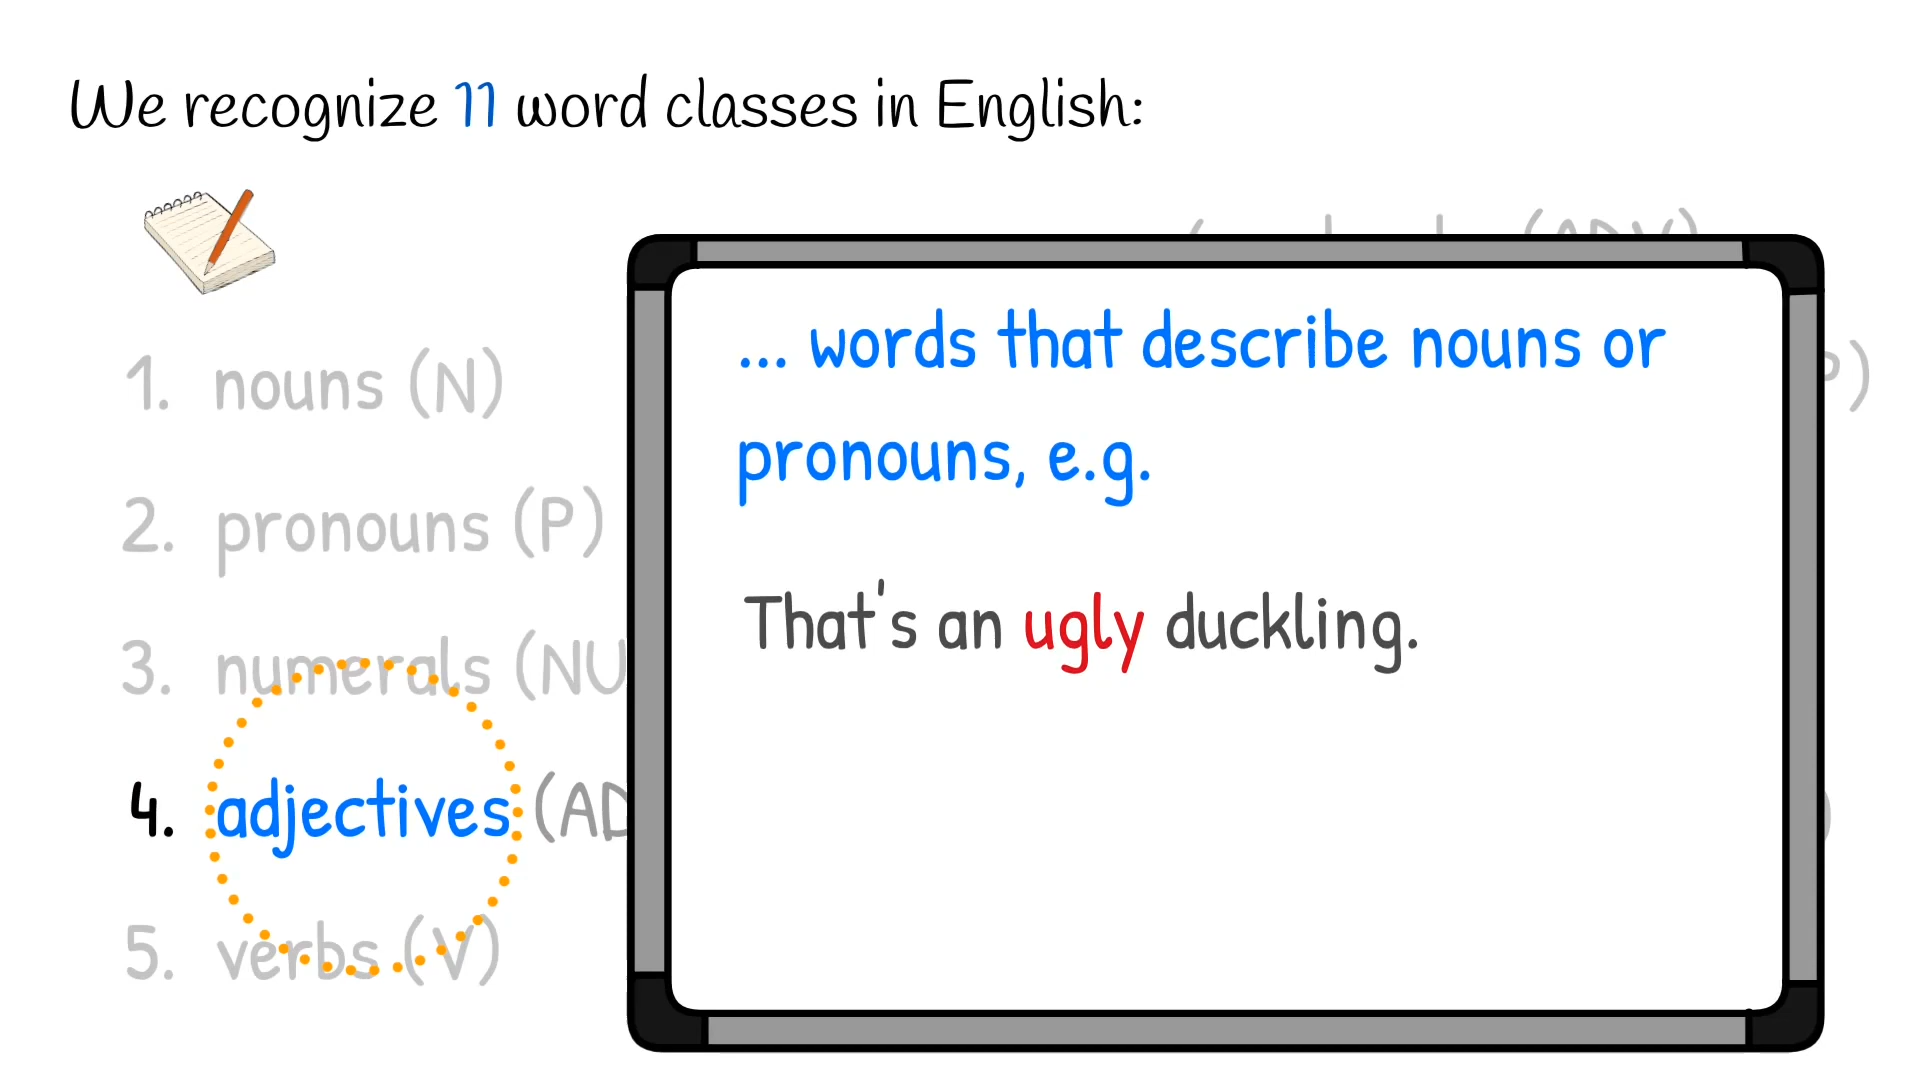 We recognize 11 word classes in English:
1. nouns (N)
2. pronouns (P)
3. numerals (NU
4. adjectives (AD
5. verbs (V)
... words that describe nouns or
pronouns, e.g.
That's an ugly duckling.